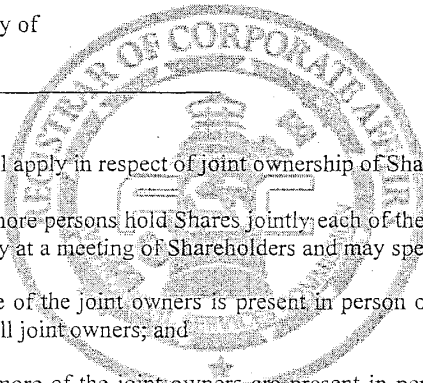 y of
REGISTRAR OF CORPORATE AFFAIR
l apply in respect of joint ownership of Sha
more persons hold Shares jointly each of the
y at a meeting of Shareholders and may spe
e of the joint owners is present in person o
ll joint owners; and
more of the joint owners are present in per